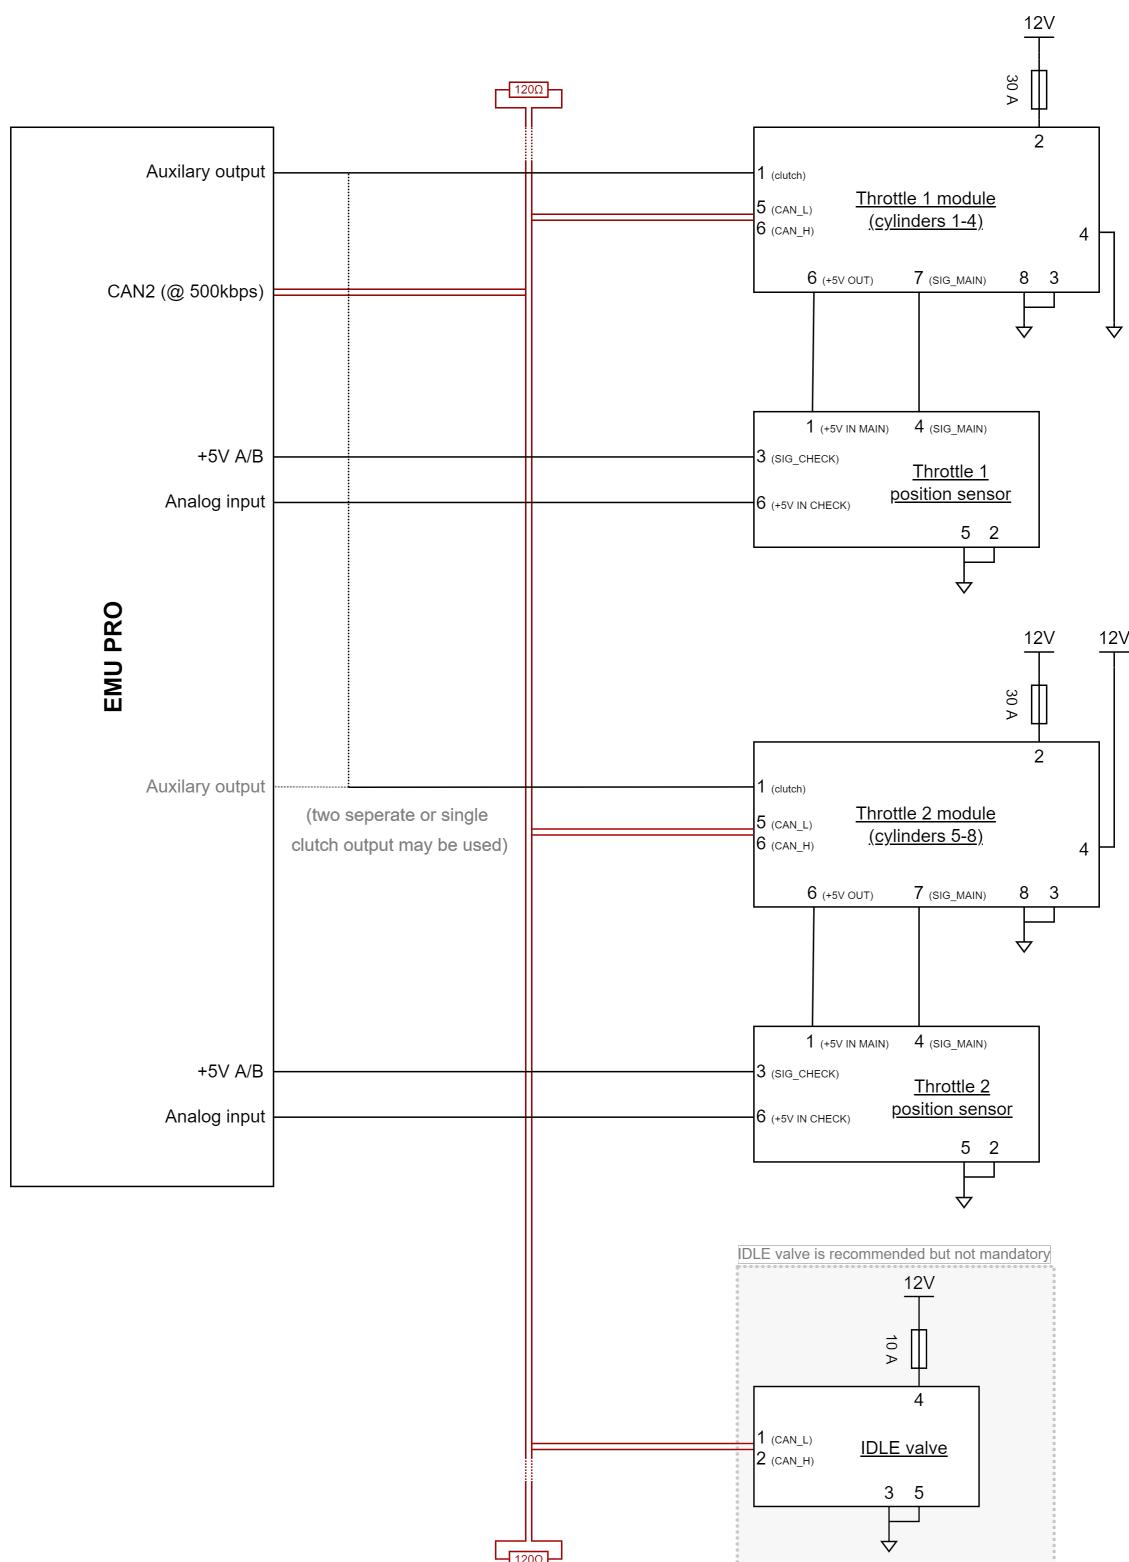 12V
30 A
120Ω
2
Auxilary output
1 (clutch)
5 (CAN_L)
6 (CAN_H)
Throttle 1 module
(cylinders 1-4)
4
CAN2 (@ 500kbps)
6 (+5V OUT)
7 (SIG_MAIN)
8
3
1 (+5V IN MAIN)
4 (SIG_MAIN)
+5V A/B
3 (SIG_CHECK)
Throttle 1
position sensor
Analog input
6 (+5V IN CHECK)
5
2
EMU PRO
12V
12V
30 A
2
Auxilary output
1 (clutch)
(two seperate or single
clutch output may be used)
5 (CAN_L)
6 (CAN_H)
Throttle 2 module
(cylinders 5-8)
4
6 (+5V OUT)
7 (SIG_MAIN)
8
3
1 (+5V IN MAIN)
4 (SIG_MAIN)
+5V A/B
3 (SIG_CHECK)
Throttle 2
position sensor
Analog input
6 (+5V IN CHECK)
5
2
IDLE valve is recommended but not mandatory
12V
10 A
4
1 (CAN_L)
2 (CAN_H)
IDLE valve
3
5
120Ω